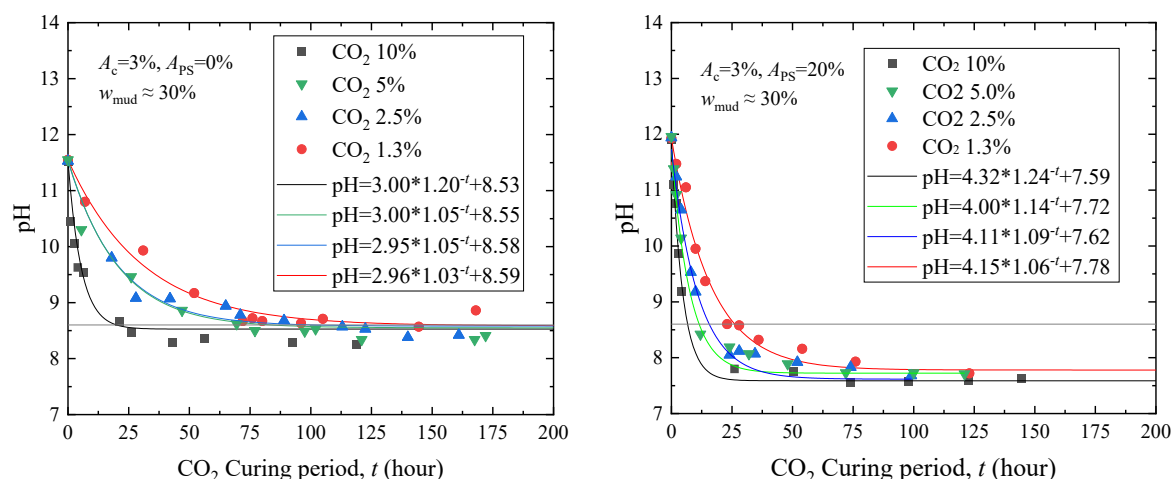 14
13
12
11
10
9
8
7
pH
0
25
50
75
100
125
150
175
200
CO₂ Curing period, t (hour)
A_c=3%, A_PS=0%
w_mud ≈ 30%
CO₂ 10%
CO₂ 5%
CO₂ 2.5%
CO₂ 1.3%
pH=3.00*1.20^-t+8.53
pH=3.00*1.05^-t+8.55
pH=2.95*1.05^-t+8.58
pH=2.96*1.03^-t+8.59
14
13
12
11
10
9
8
7
pH
0
25
50
75
100
125
150
175
200
CO₂ Curing period, t (hour)
A_c=3%, A_PS=20%
w_mud ≈ 30%
CO₂ 10%
CO2 5.0%
CO2 2.5%
CO₂ 1.3%
pH=4.32*1.24^-t+7.59
pH=4.00*1.14^-t+7.72
pH=4.11*1.09^-t+7.62
pH=4.15*1.06^-t+7.78